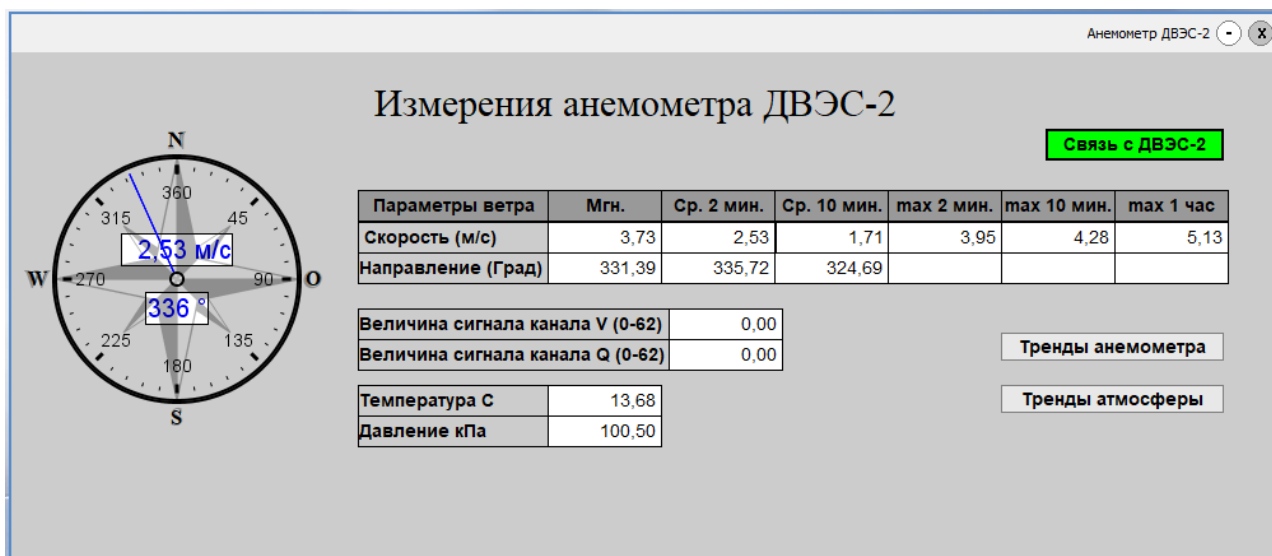 Анемометр ДВЭС-2 - X
Измерения анемометра ДВЭС-2
Связь с ДВЭС-2
N
360
315 45
2,53 м/с
W 270 90 O
336 °
225 135
180
S
Параметры ветра Мгн. Ср. 2 мин. Ср. 10 мин. max 2 мин. max 10 мин. max 1 час
Скорость (м/с) 3,73 2,53 1,71 3,95 4,28 5,13
Направление (Град) 331,39 335,72 324,69
Величина сигнала канала V (0-62) 0,00
Величина сигнала канала Q (0-62) 0,00
Температура С 13,68
Давление кПа 100,50
Тренды анемометра
Тренды атмосферы